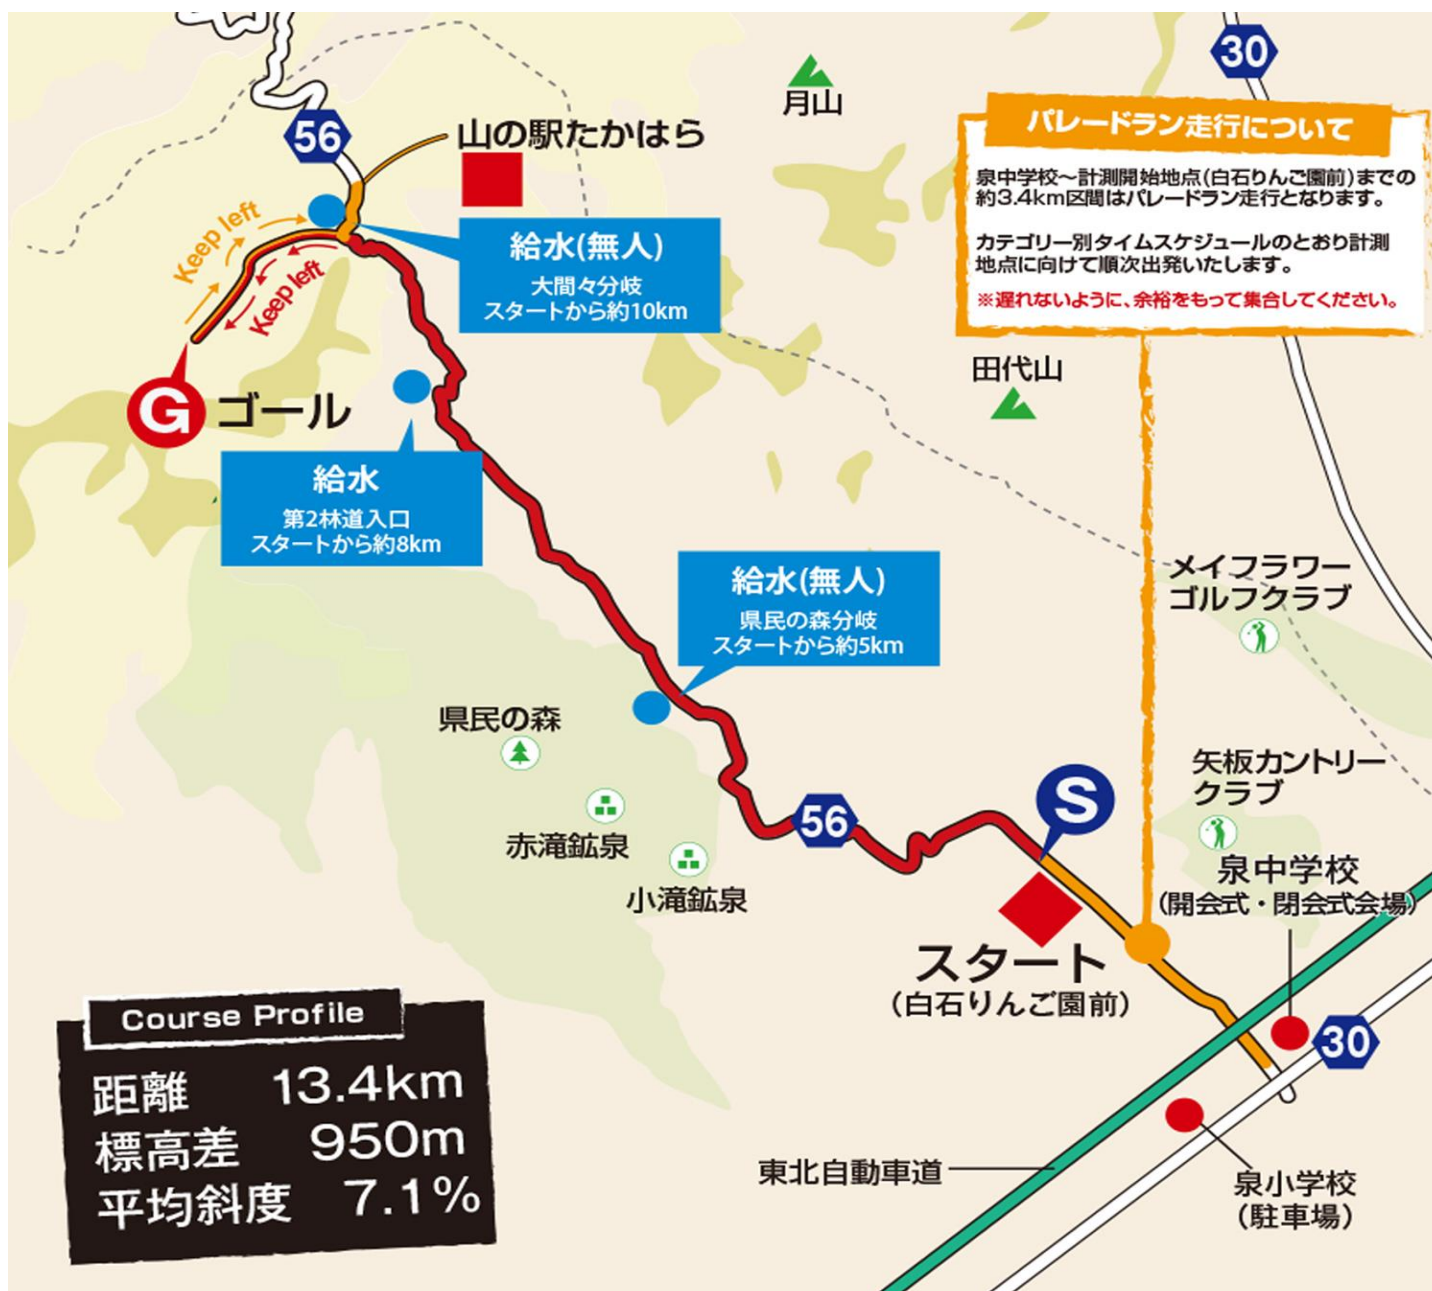 30
月山
56
山の駅たかはら
パレードラン走行について
泉中学校～計測開始地点(白石りんご園前)までの
約3.4km区間はパレードラン走行となります。
カテゴリー別タイムスケジュールのとおり計測
地点に向けて順次出発いたします。
※遅れないように、余裕をもって集合してください。
Keep left
Keep left
給水(無人)
大間々分岐
スタートから約10km
田代山
G
ゴール
給水
第2林道入口
スタートから約8km
給水(無人)
県民の森分岐
スタートから約5km
メイフラワー
ゴルフクラブ
県民の森
矢板カントリー
クラブ
S
56
赤滝鉱泉
小滝鉱泉
泉中学校
(開会式・閉会式会場)
スタート
(白石りんご園前)
30
Course Profile
距離 13.4km
標高差 950m
平均斜度 7.1%
東北自動車道
泉小学校
(駐車場)